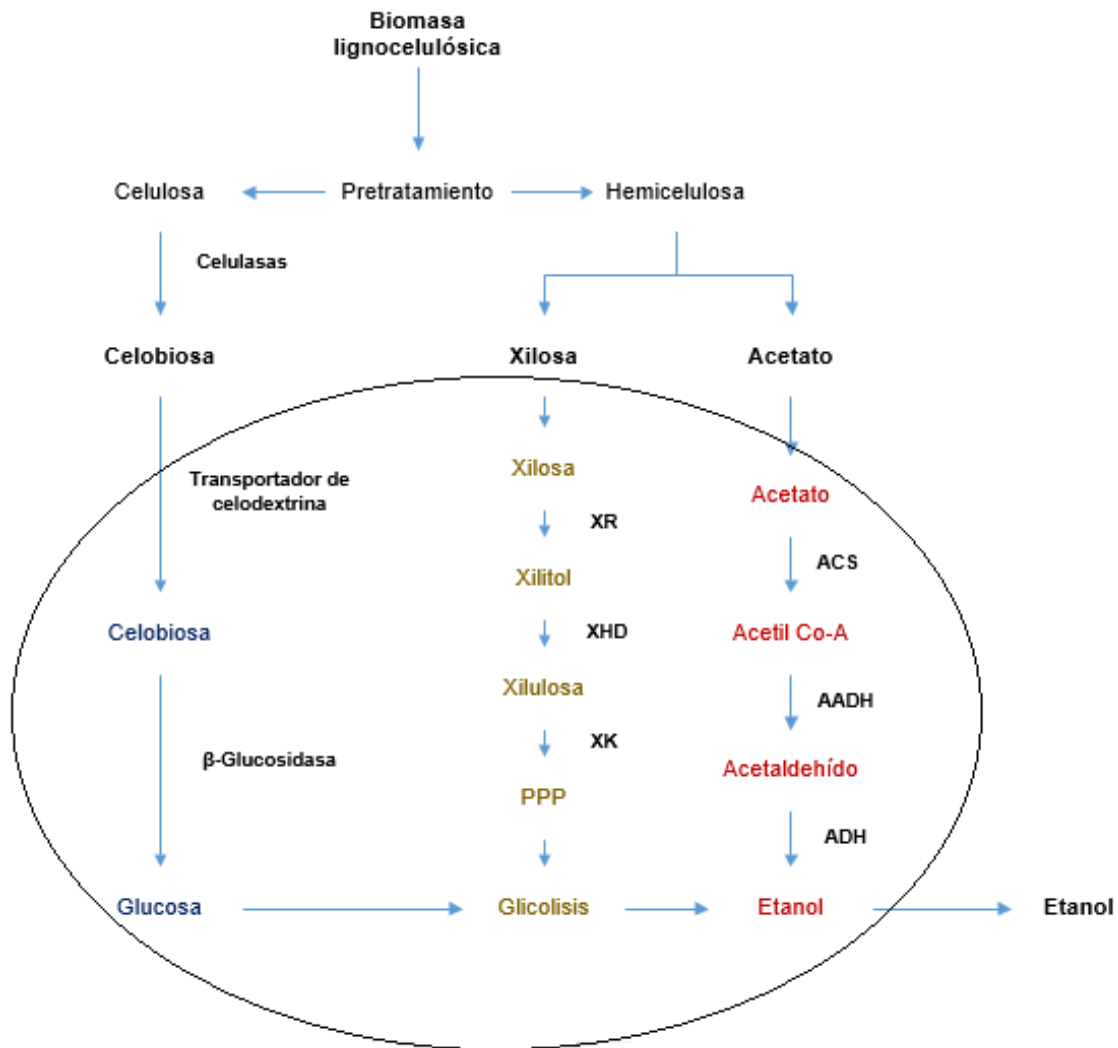 Biomasa
lignocelulósica
Celulosa Pretratamiento Hemicelulosa
Celulasas
Celobiosa Xilosa Acetato
Xilosa
Transportador de
celodextrina
Acetato
XR
ACS
Xilitol
Celobiosa XHD Acetil Co-A
Xilulosa
AADH
XK
β-Glucosidasa
Acetaldehído
PPP
ADH
Glucosa Glicolisis Etanol Etanol